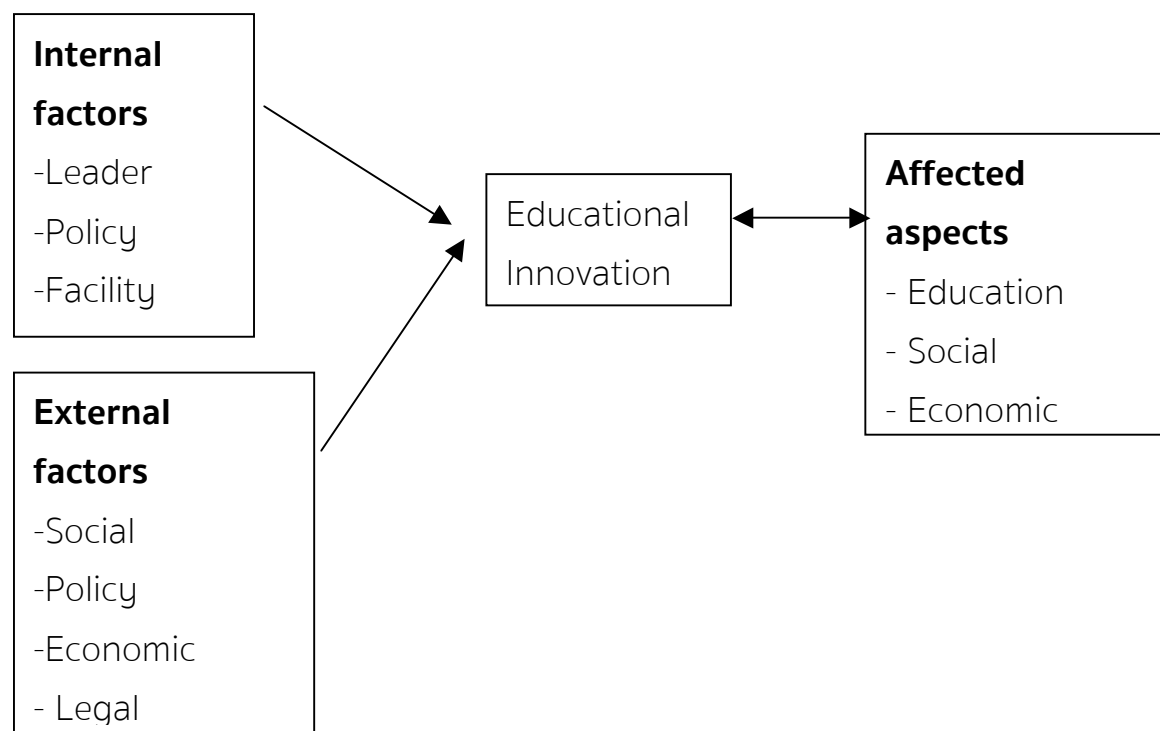 Internal
factors
-Leader
-Policy
-Facility
Educational
Innovation
Affected
aspects
- Education
- Social
- Economic
External
factors
-Social
-Policy
-Economic
- Legal